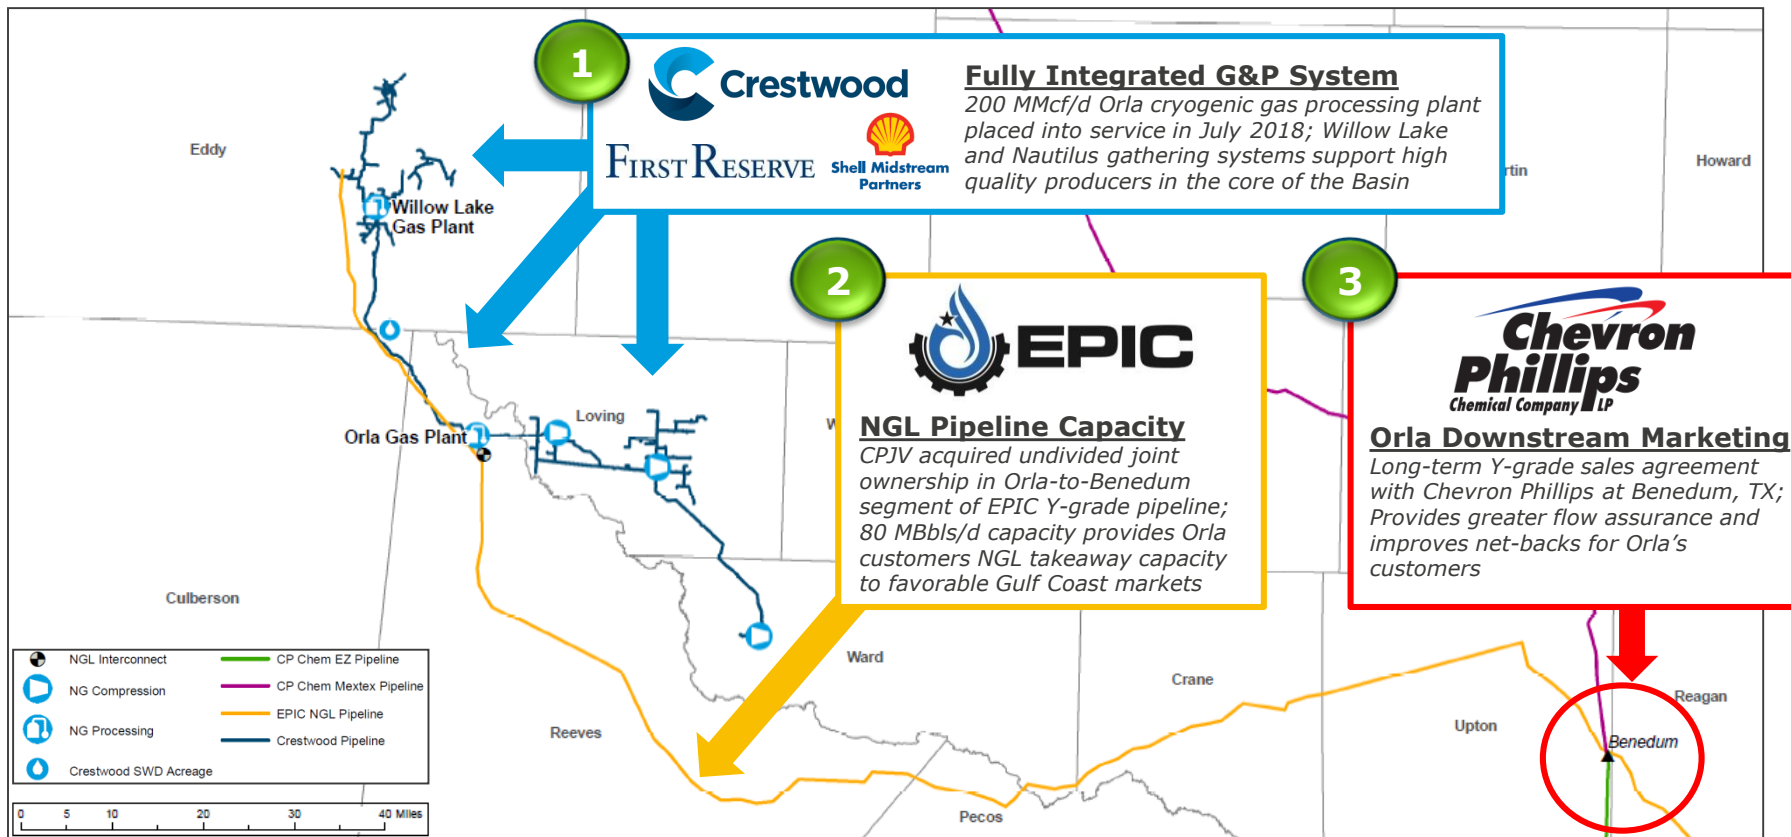 1
Crestwood
FIRST RESERVE
Shell Midstream
Partners
Fully Integrated G&P System
200 MMcf/d Orla cryogenic gas processing plant
placed into service in July 2018; Willow Lake
and Nautilus gathering systems support high
quality producers in the core of the Basin
Eddy
rtin
Howard
Willow Lake
Gas Plant
2
EPIC
NGL Pipeline Capacity
CPJV acquired undivided joint
ownership in Orla-to-Benedum
segment of EPIC Y-grade pipeline;
80 MBbls/d capacity provides Orla
customers NGL takeaway capacity
to favorable Gulf Coast markets
3
Chevron
Phillips
Chemical Company LP
Orla Downstream Marketing
Long-term Y-grade sales agreement
with Chevron Phillips at Benedum, TX;
Provides greater flow assurance and
improves net-backs for Orla's
customers
Loving
W
Orla Gas Plant
Culberson
Ward
Crane
Reagan
Reeves
Upton
Benedum
Pecos
NGL Interconnect
NG Compression
NG Processing
Crestwood SWD Acreage
CP Chem EZ Pipeline
CP Chem Mextex Pipeline
EPIC NGL Pipeline
Crestwood Pipeline
0 5 10 20 30 40 Miles